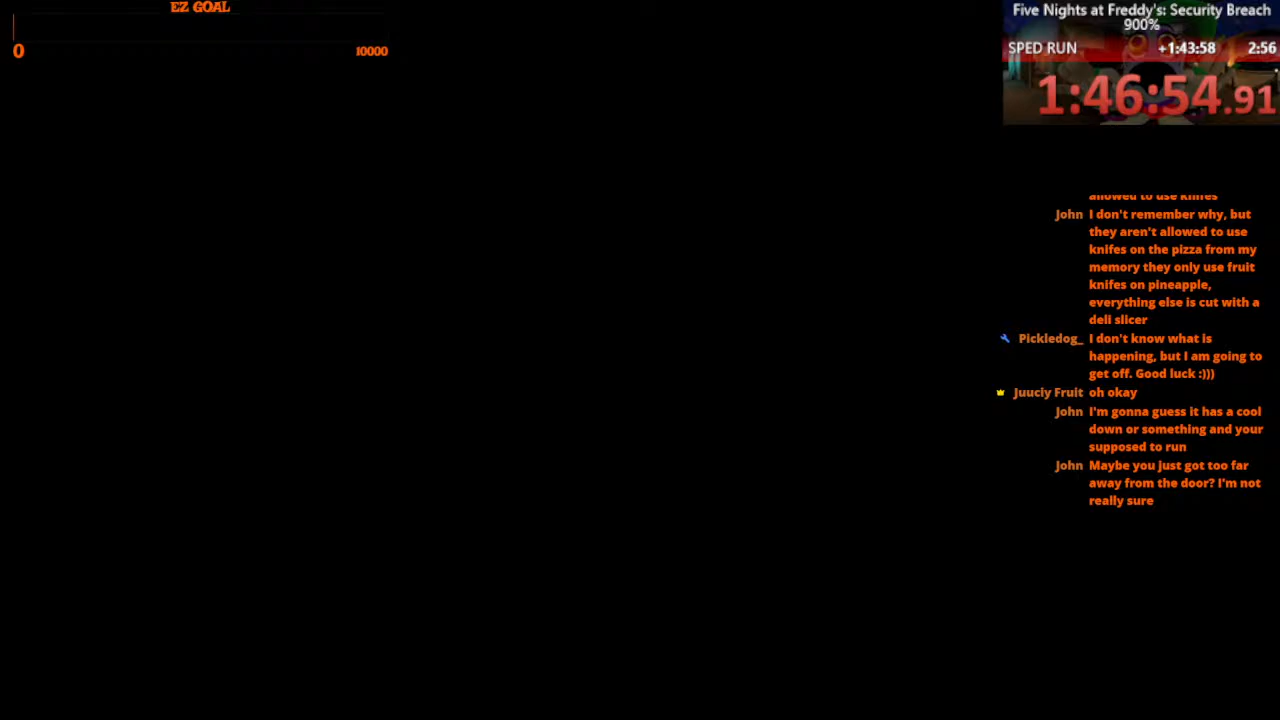 EZ GOAL
0 10000
Five Nights at Freddy's: Security Breach
900%
SPED RUN +1:43:58 2:56
1:46:54.91
allowed to use knifes
John I don't remember why, but
they aren't allowed to use
knifes on the pizza from my
memory they only use fruit
knifes on pineapple,
everything else is cut with a
deli slicer
Pickledog_ I don't know what is
happening, but I am going to
get off. Good luck :)))
Juuciy Fruit oh okay
John I'm gonna guess it has a cool
down or something and your
supposed to run
John Maybe you just got too far
away from the door? I'm not
really sure